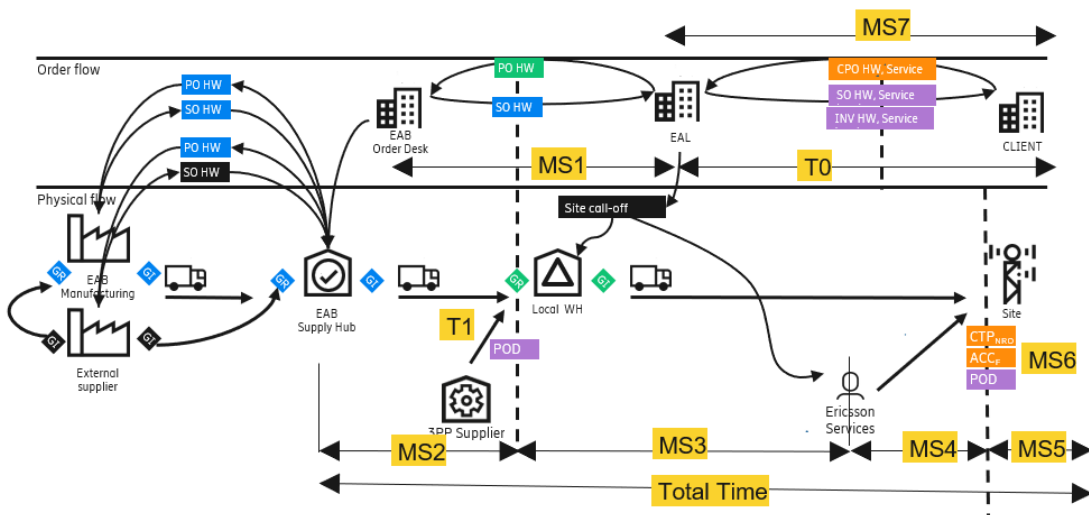 MS7
Order flow
PO HW
SO HW
PO HW
SO HW
EAB
Order Desk
PO HW
SO HW
EAL
CPO HW, Service
SO HW, Service
INV HW, Service
CLIENT
MS1
T0
Physical flow
Site call-off
GR
EAB
Manufacturing
GI
GI
External
supplier
GI
GR
EAB
Supply Hub
GI
T1
POD
3PP Supplier
GR
Local WH
GI
Ericsson
Services
Site
CTP NRD
ACC F
POD
MS6
MS2
MS3
MS4
MS5
Total Time